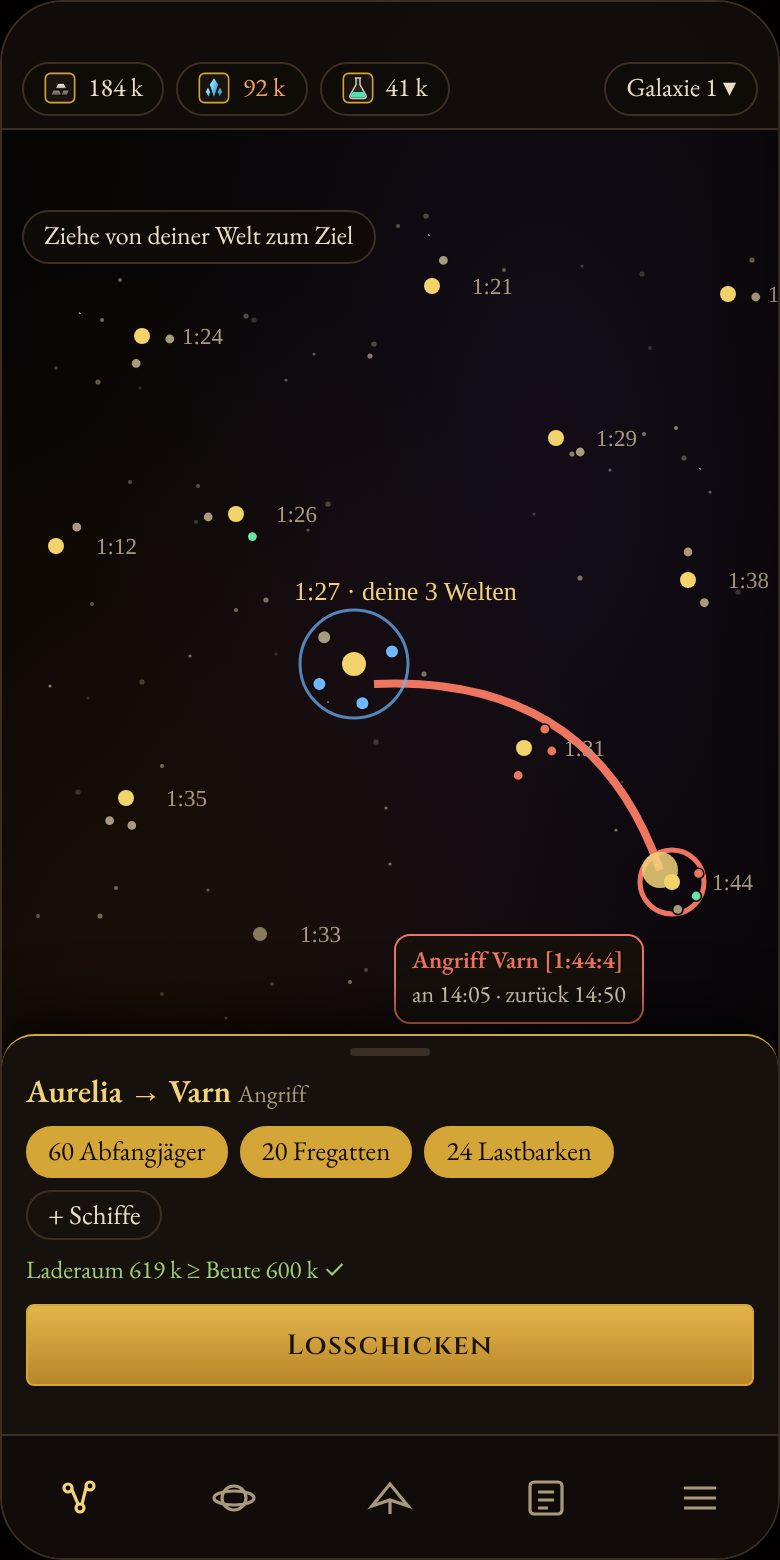 184 k 92 k 41 k Galaxie 1 ▼
Ziehe von deiner Welt zum Ziel
1:21
1:24
1:29
1:26
1:12
1:38
1:27 · deine 3 Welten
1:31
1:35
1:44
1:33
Angriff Varn [1:44:4]
an 14:05 · zurück 14:50
Aurelia → Varn Angriff
60 Abfangjäger 20 Fregatten 24 Lastbarken
+ Schiffe
Laderaum 619 k ≥ Beute 600 k ✓
LOSSCHICKEN